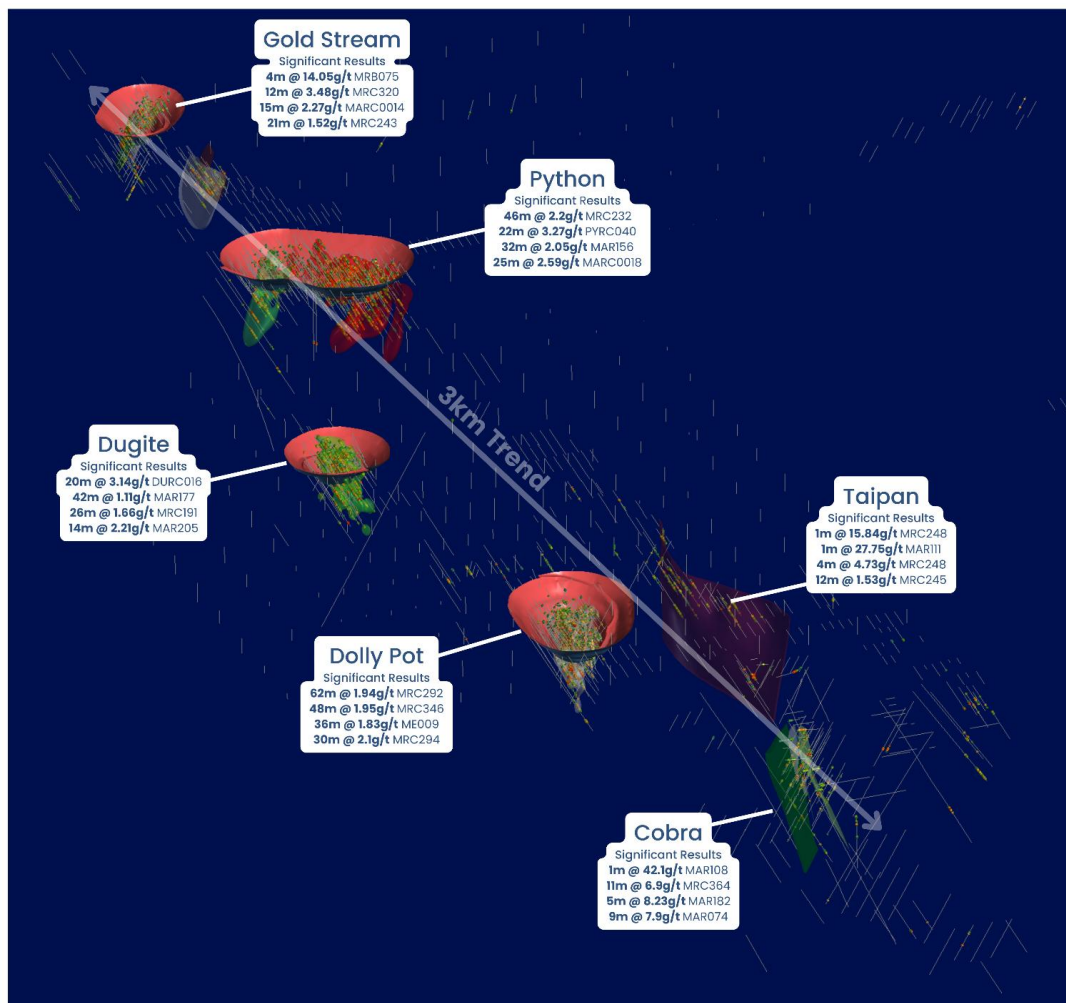 Gold Stream
Significant Results
4m @ 14.05g/t MRB075
12m @ 3.48g/t MRC320
15m @ 2.27g/t MARC0014
21m @ 1.52g/t MRC243
Python
Significant Results
46m @ 2.2g/t MRC232
22m @ 3.27g/t PYRC040
32m @ 2.05g/t MAR156
25m @ 2.59g/t MARC0018
3km Trend
Dugite
Significant Results
20m @ 3.14g/t DURC016
42m @ 1.11g/t MAR177
26m @ 1.66g/t MRC191
14m @ 2.21g/t MAR205
Taipan
Significant Results
1m @ 15.84g/t MRC248
1m @ 27.75g/t MAR111
4m @ 4.73g/t MRC248
12m @ 1.53g/t MRC245
Dolly Pot
Significant Results
62m @ 1.94g/t MRC292
48m @ 1.95g/t MRC346
36m @ 1.83g/t ME009
30m @ 2.1g/t MRC294
Cobra
Significant Results
1m @ 42.1g/t MAR108
11m @ 6.9g/t MRC364
5m @ 8.23g/t MAR182
9m @ 7.9g/t MAR074